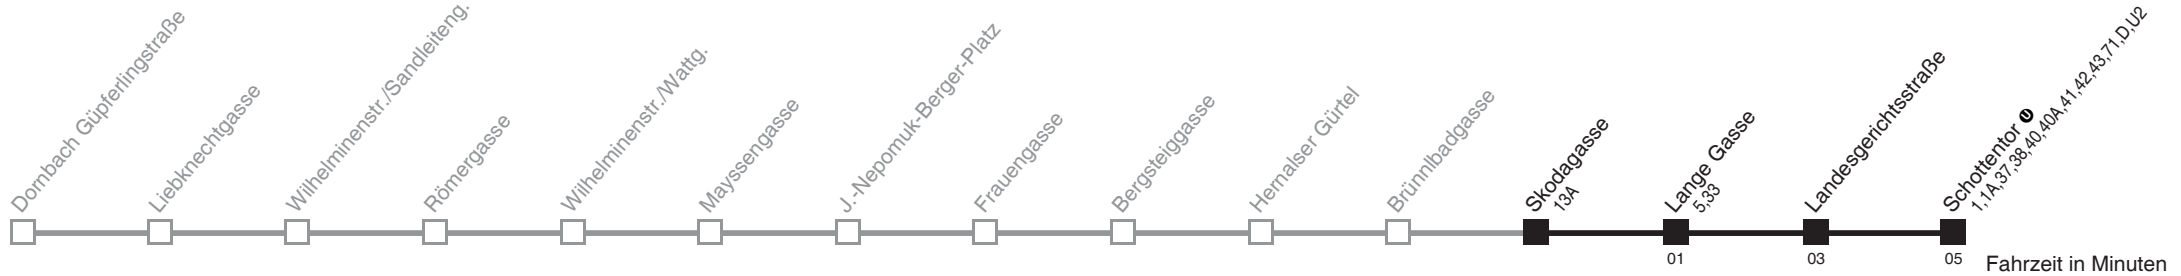 Dornbach Güpferlingstraße
Liebknechtgasse
Wilhelminenstr./Sandleiteng.
Römergasse
Wilhelminenstr./Wattg.
Mayssengasse
J.-Nepomuk-Berger-Platz
Frauengasse
Bergsteiggasse
Hernalser Gürtel
Brünnlbadgasse
Skodagasse
13A
Lange Gasse
5,33
Landesgerichtsstraße
Schottentor U
1,1A,37,38,40,40A,41,42,43,71,D,U2
01
03
05
Fahrzeit in Minuten